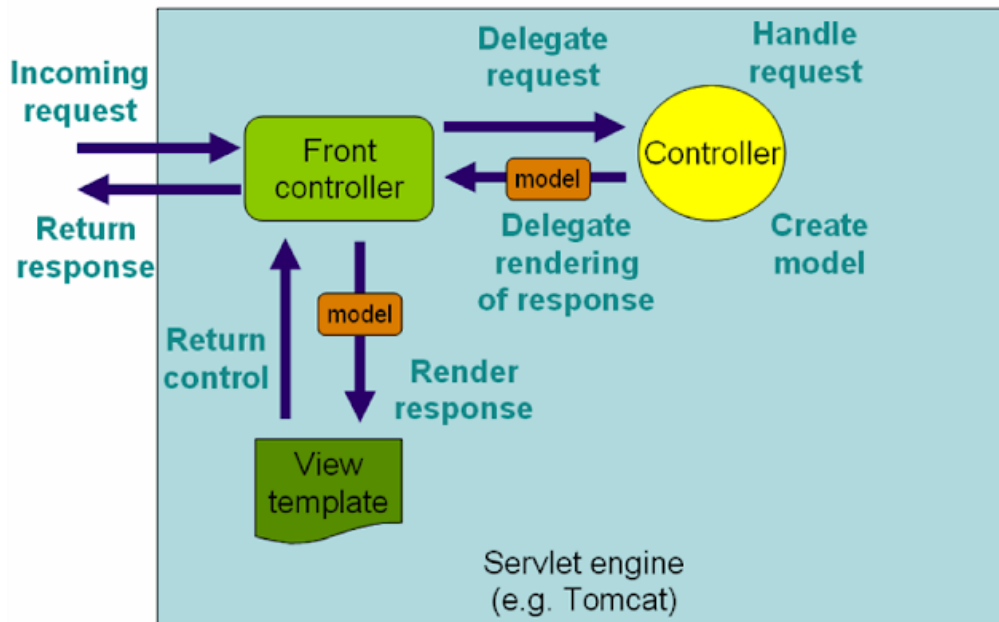 Incoming
request
Return
response
Front
controller
Delegate
request
Handle
request
Controller
model
Delegate
rendering
of response
Create
model
model
Return
control
Render
response
View
template
Servlet engine
(e.g. Tomcat)